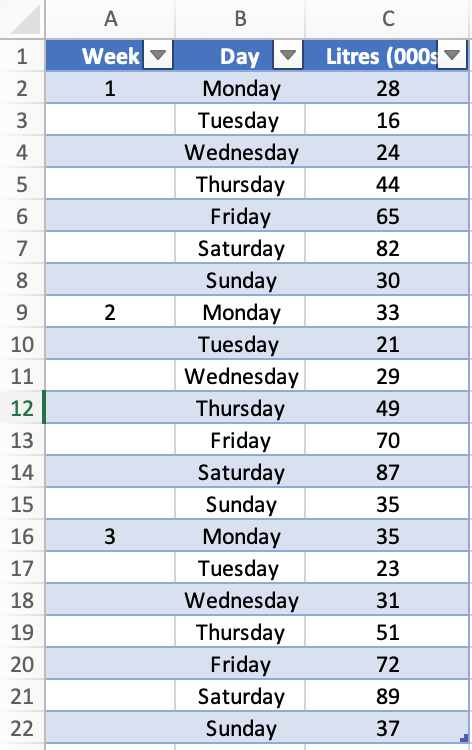 A B C
1 Week Day Litres (000s
2 1 Monday 28
3 Tuesday 16
4 Wednesday 24
5 Thursday 44
6 Friday 65
7 Saturday 82
8 Sunday 30
9 2 Monday 33
10 Tuesday 21
11 Wednesday 29
12 Thursday 49
13 Friday 70
14 Saturday 87
15 Sunday 35
16 3 Monday 35
17 Tuesday 23
18 Wednesday 31
19 Thursday 51
20 Friday 72
21 Saturday 89
22 Sunday 37